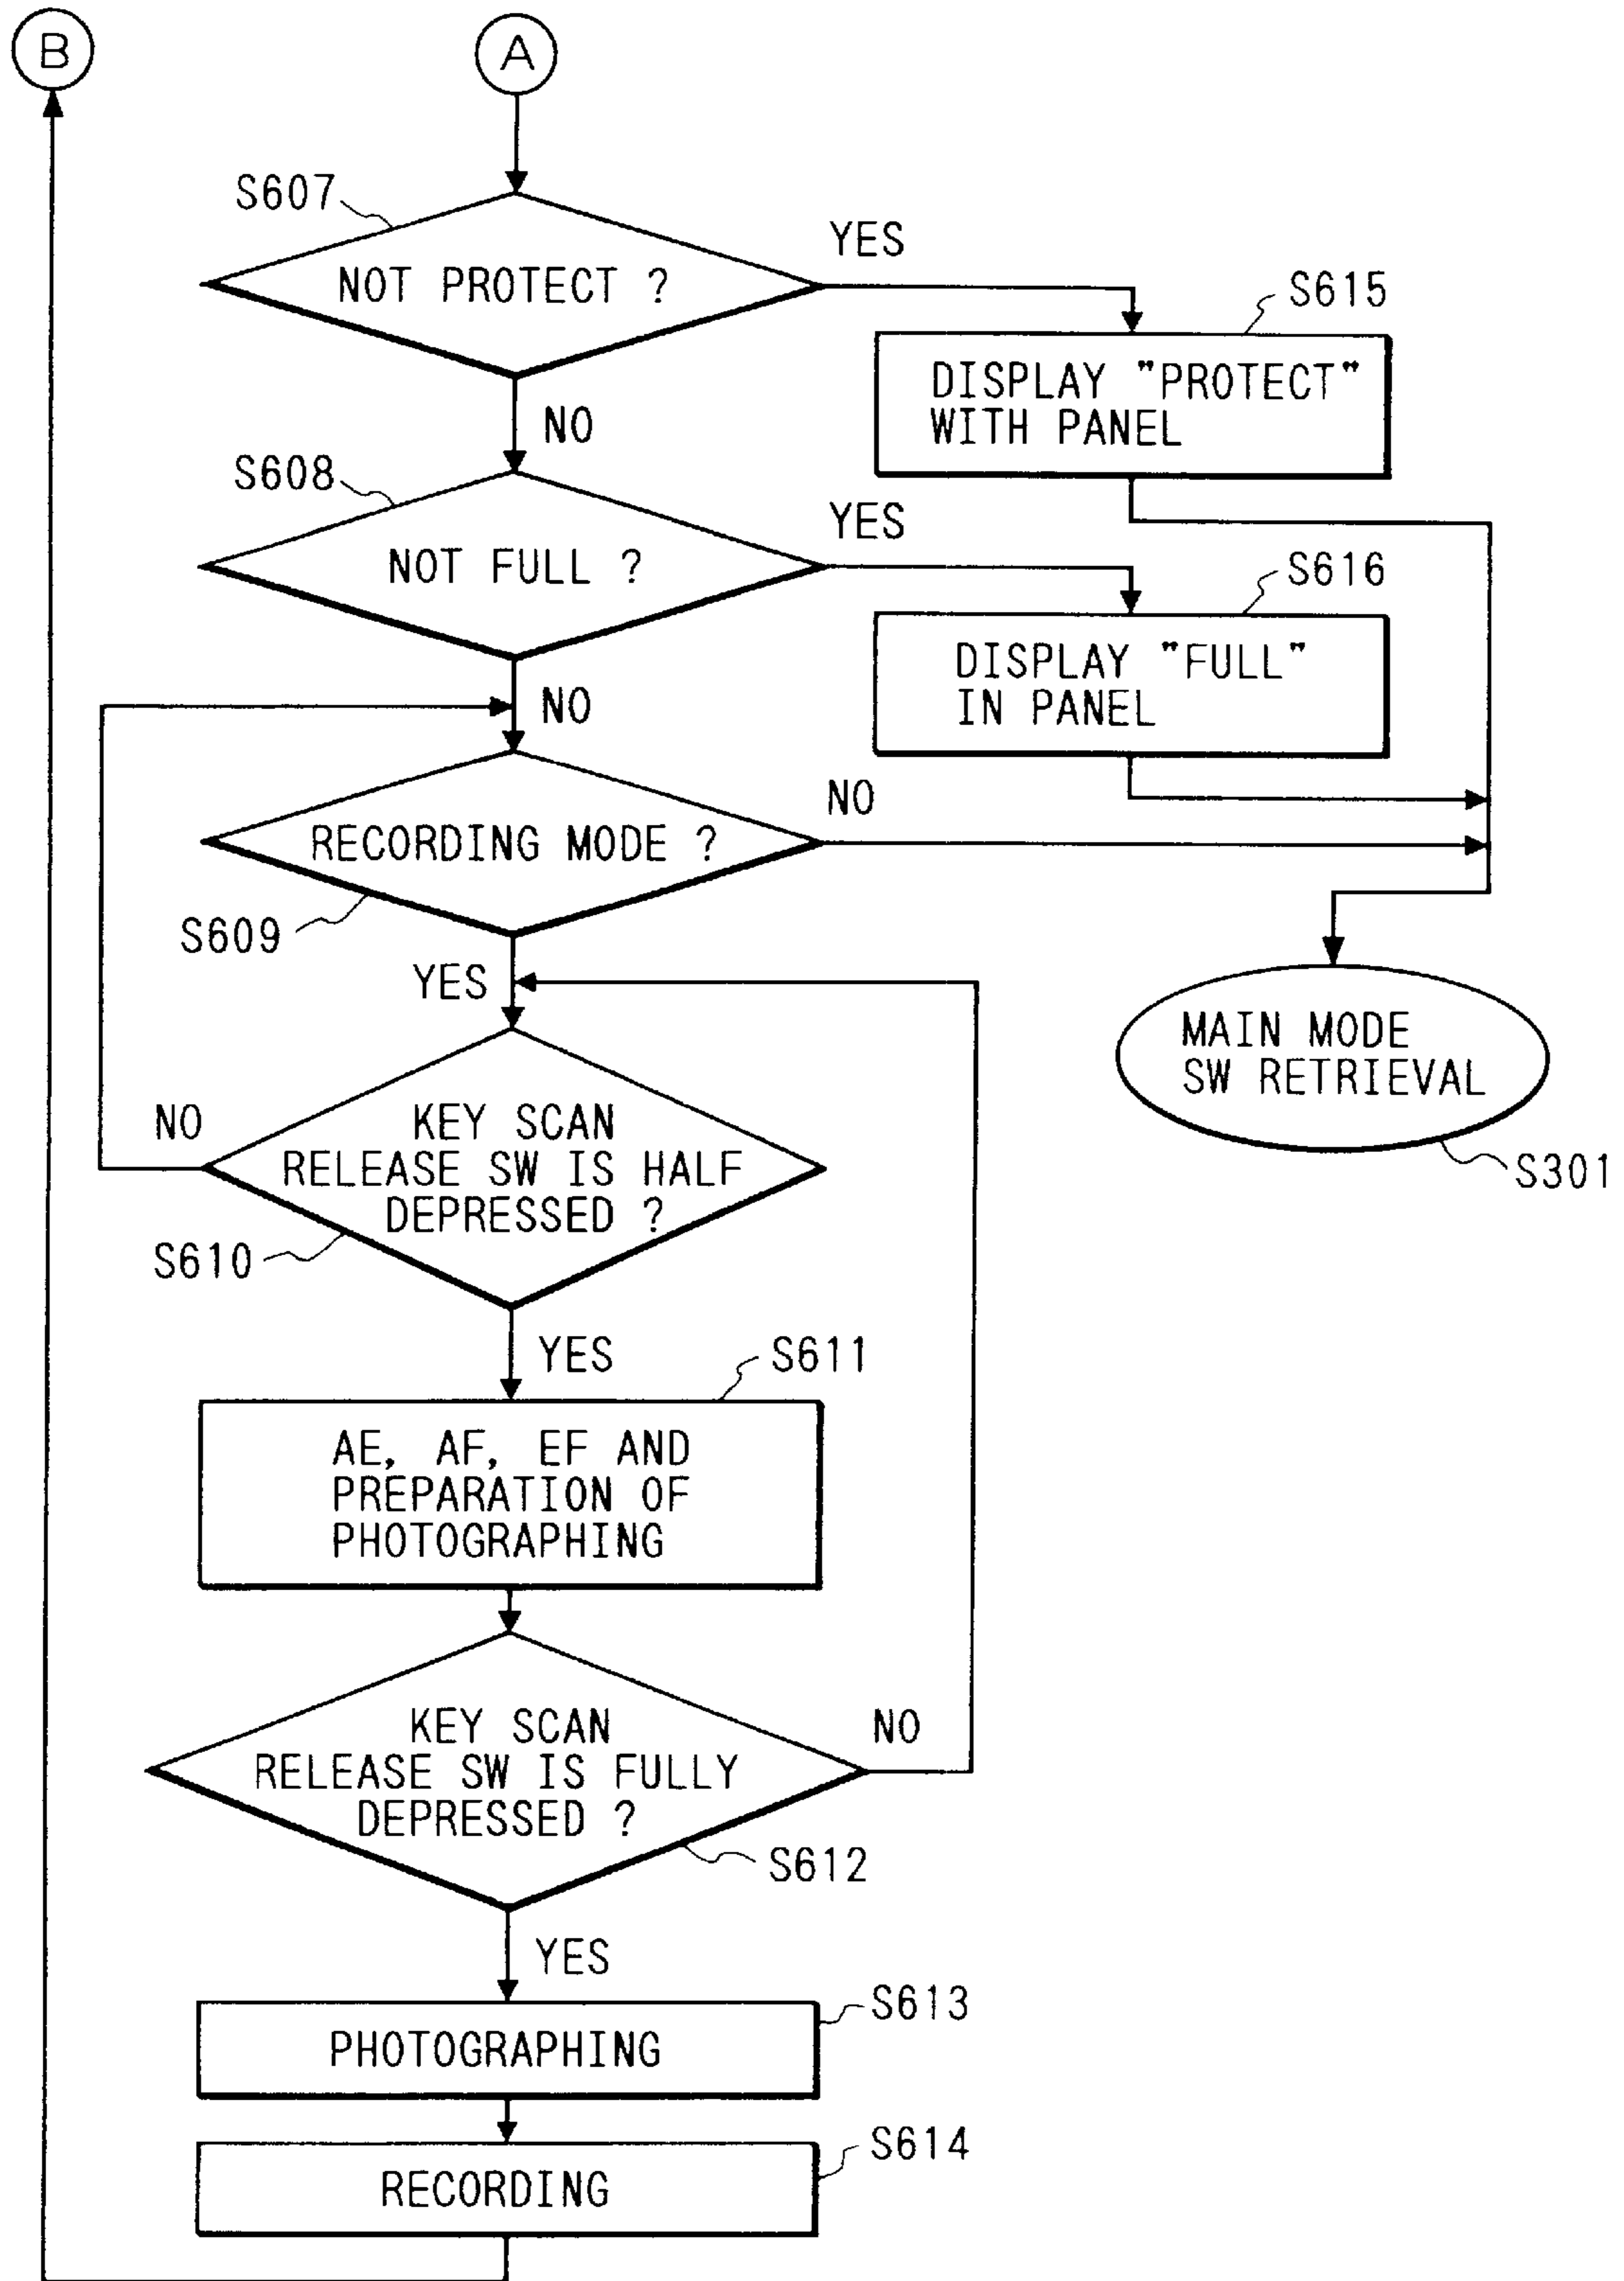 B
A
S607
NOT PROTECT ?
YES
S615
DISPLAY "PROTECT"
WITH PANEL
NO
S608
NOT FULL ?
YES
S616
DISPLAY "FULL"
IN PANEL
NO
RECORDING MODE ?
NO
S609
YES
MAIN MODE
SW RETRIEVAL
S301
KEY SCAN
RELEASE SW IS HALF
DEPRESSED ?
NO
S610
YES
S611
AE, AF, EF AND
PREPARATION OF
PHOTOGRAPHING
KEY SCAN
RELEASE SW IS FULLY
DEPRESSED ?
NO
S612
YES
S613
PHOTOGRAPHING
S614
RECORDING